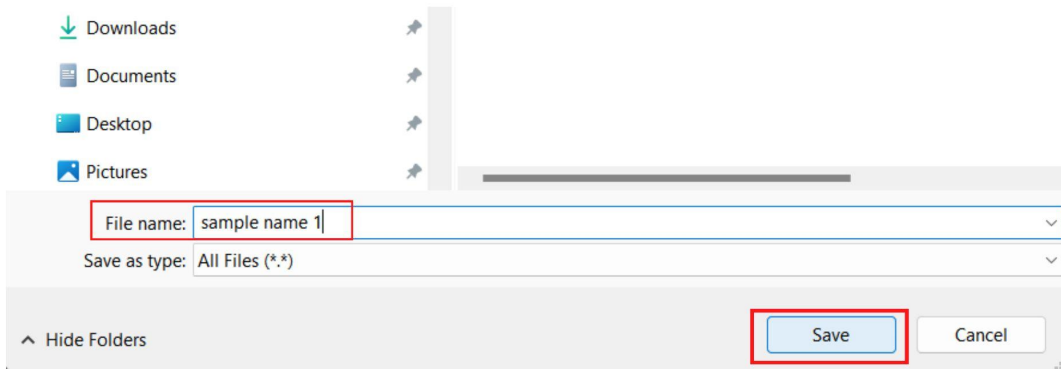 Downloads
Documents
Desktop
Pictures
File name: sample name 1
Save as type: All Files (*.*)
Hide Folders
Save
Cancel